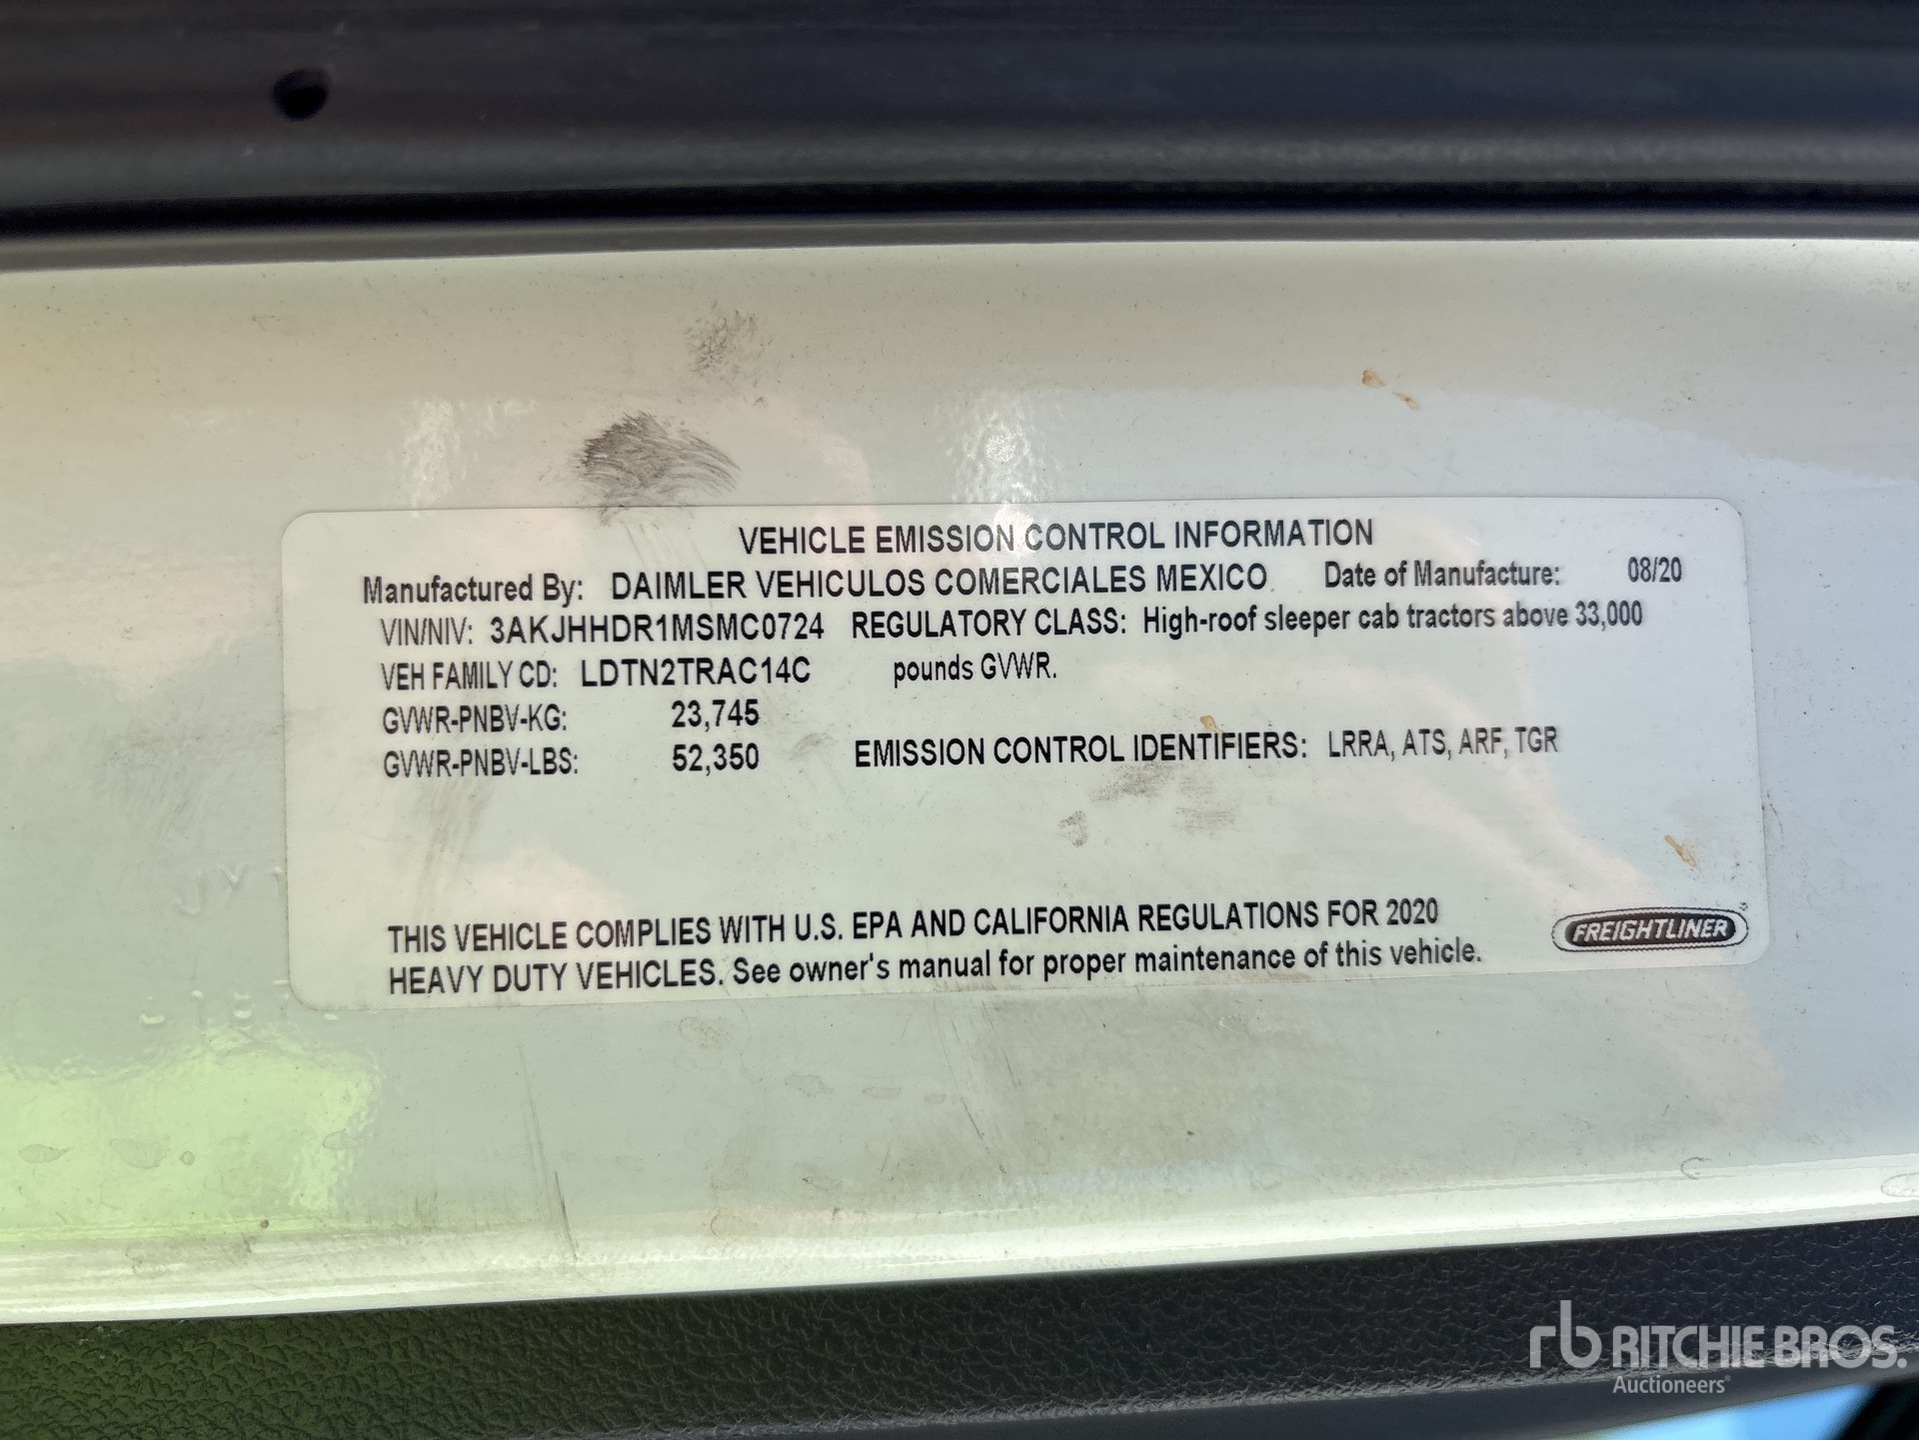 VEHICLE EMISSION CONTROL INFORMATION
Manufactured By: DAIMLER VEHICULOS COMERCIALES MEXICO Date of Manufacture: 08/20
VIN/NIV: 3AKJHHDR1MSMC0724 REGULATORY CLASS: High-roof sleeper cab tractors above 33,000
VEH FAMILY CD: LDTN2TRAC14C pounds GVWR.
GVWR-PNBV-KG: 23,745
GVWR-PNBV-LBS: 52,350 EMISSION CONTROL IDENTIFIERS: LRRA, ATS, ARF, TGR
THIS VEHICLE COMPLIES WITH U.S. EPA AND CALIFORNIA REGULATIONS FOR 2020
HEAVY DUTY VEHICLES. See owner's manual for proper maintenance of this vehicle.
FREIGHTLINER
rb RITCHIE BROS.
Auctioneers